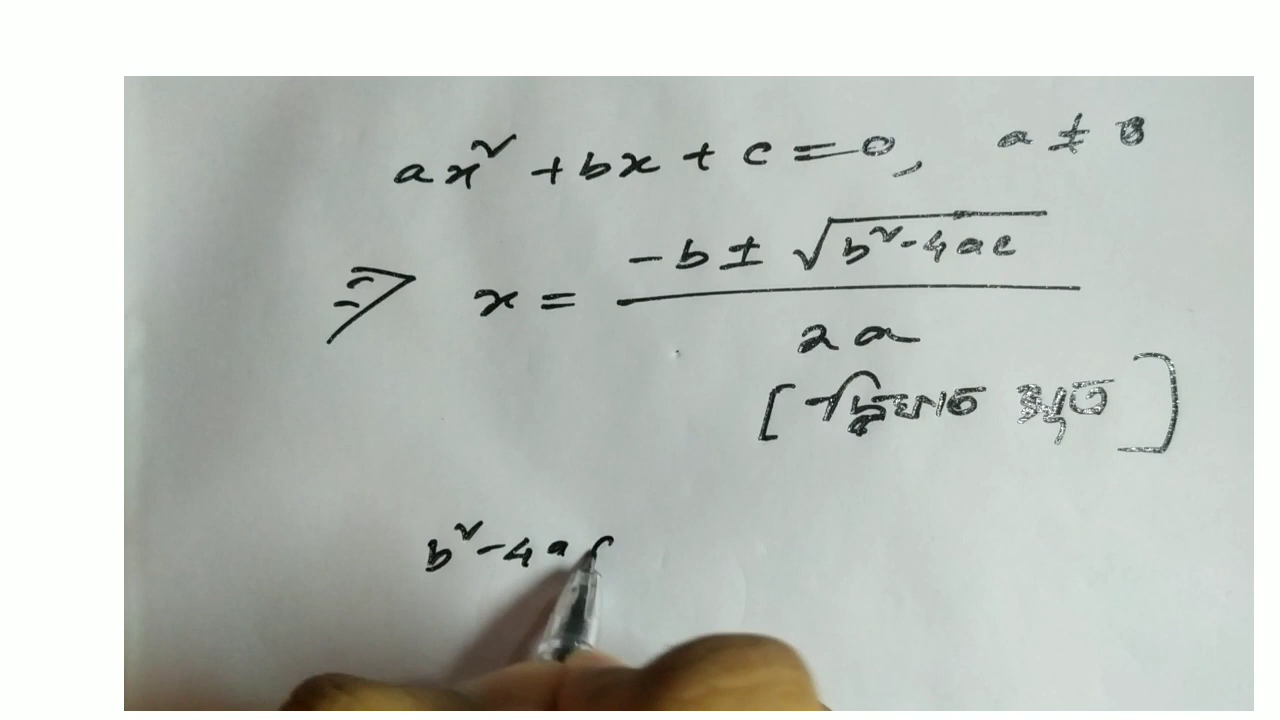 ax² + bx + c = 0, a ≠ 0
⇒ x = (-b ± √(b² - 4ac)) / 2a
[দ্বিঘাত সূত্র]
b² - 4ac